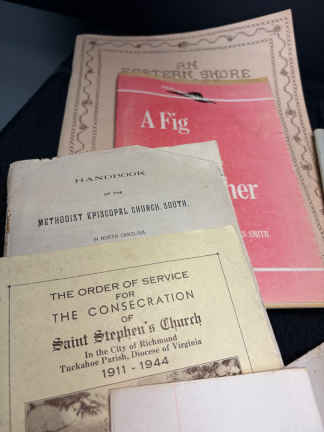 AN
EASTERN SHORE
A Fig
her
SMITH
HANDBOOK
OF THE
METHODIST EPISCOPAL CHURCH, SOUTH,
IN NORTH CAROLINA
THE ORDER OF SERVICE
FOR
THE CONSECRATION
OF
Saint Stephen's Church
In the City of Richmond
Tuckahoe Parish, Diocese of Virginia
1911 - 1944